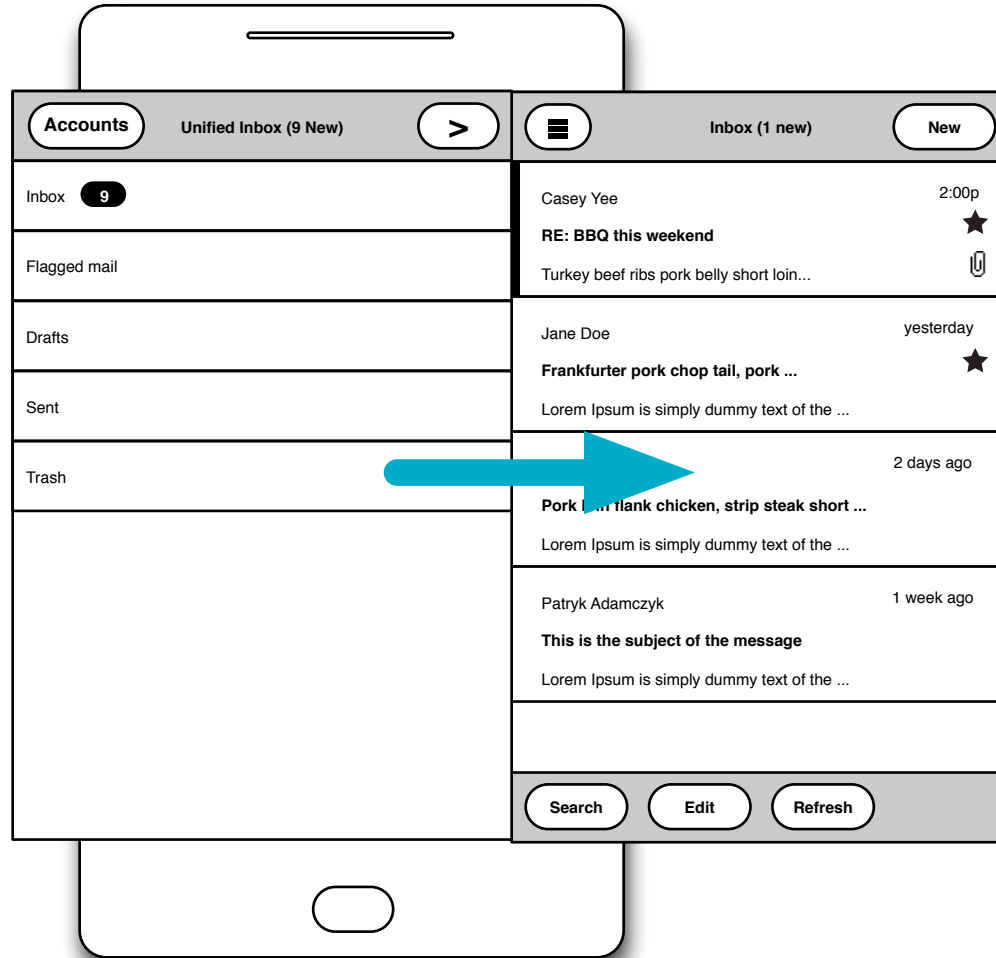 Accounts
Unified Inbox (9 New)
>
Inbox 9
Flagged mail
Drafts
Sent
Trash
Inbox (1 new)
New
Casey Yee
2:00p
RE: BBQ this weekend
Turkey beef ribs pork belly short loin...
Jane Doe
yesterday
Frankfurter pork chop tail, pork ...
Lorem Ipsum is simply dummy text of the ...
2 days ago
Pork flank chicken, strip steak short ...
Lorem Ipsum is simply dummy text of the ...
Patryk Adamczyk
1 week ago
This is the subject of the message
Lorem Ipsum is simply dummy text of the ...
Search
Edit
Refresh